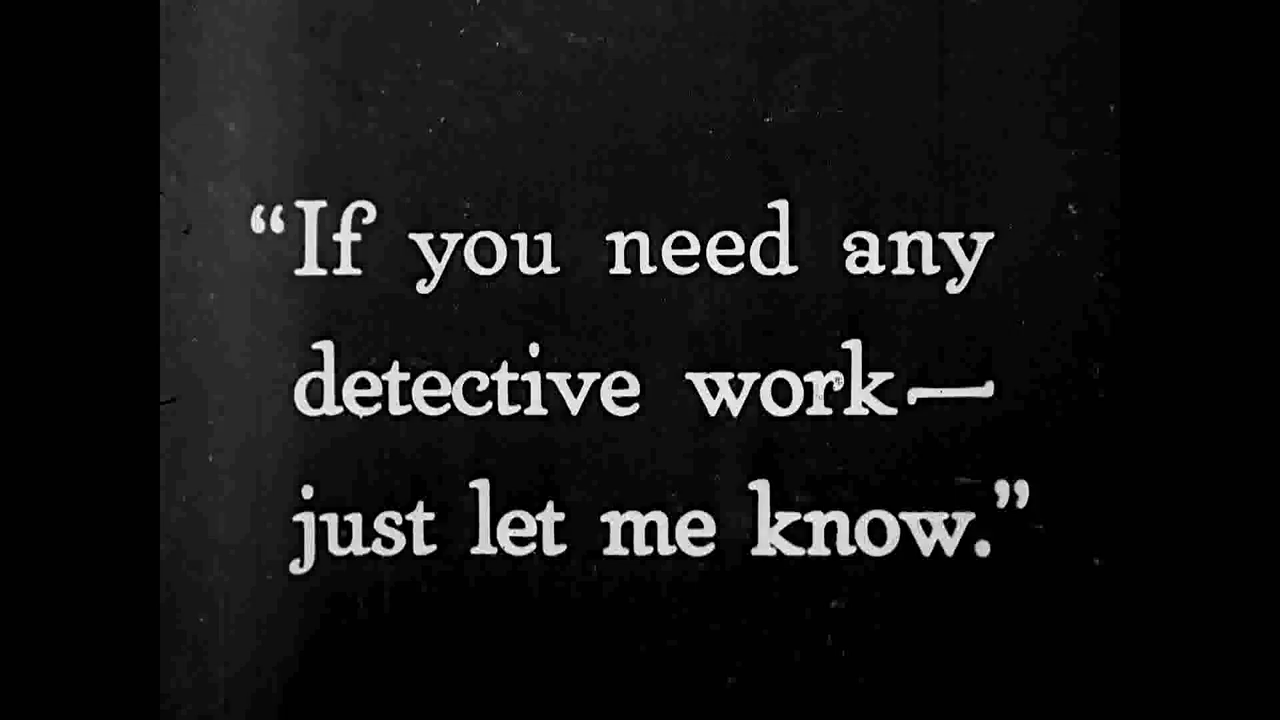 “If you need any
detective work—
just let me know.”